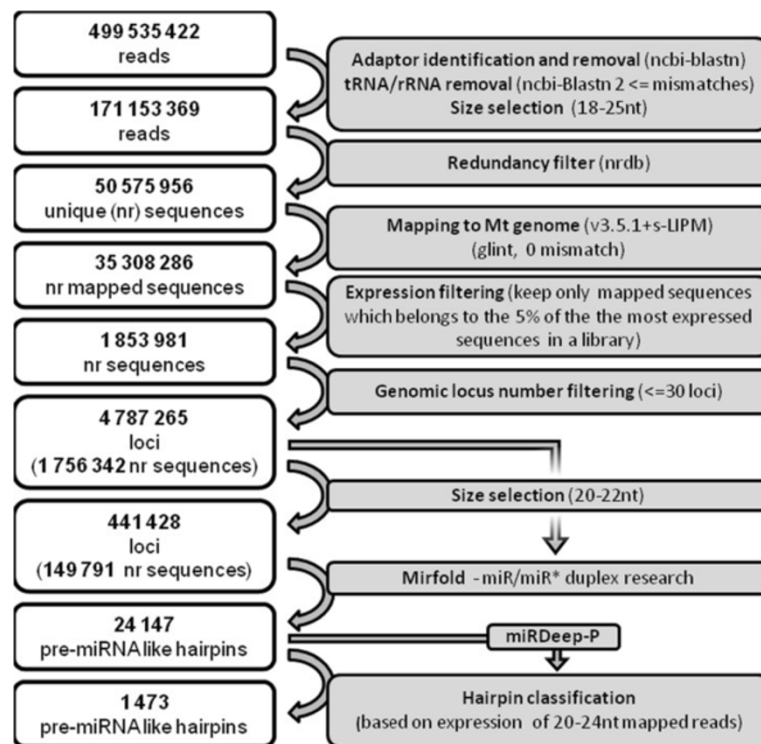 499 535 422
reads
Adaptor identification and removal (ncbi-blastn)
tRNA/rRNA removal (ncbi-Blastn 2 <= mismatches)
Size selection (18-25nt)
171 153 369
reads
Redundancy filter (nrdb)
50 575 956
unique (nr) sequences
Mapping to Mt genome (v3.5.1+s-LIPM)
(glint, 0 mismatch)
35 308 286
nr mapped sequences
Expression filtering (keep only mapped sequences
which belongs to the 5% of the the most expressed
sequences in a library)
1 853 981
nr sequences
Genomic locus number filtering (<=30 loci)
4 787 265
loci
(1 756 342 nr sequences)
Size selection (20-22nt)
441 428
loci
(149 791 nr sequences)
Mirfold - miR/miR* duplex research
24 147
pre-miRNA like hairpins
miRDeep-P
Hairpin classification
(based on expression of 20-24nt mapped reads)
1 473
pre-miRNA like hairpins